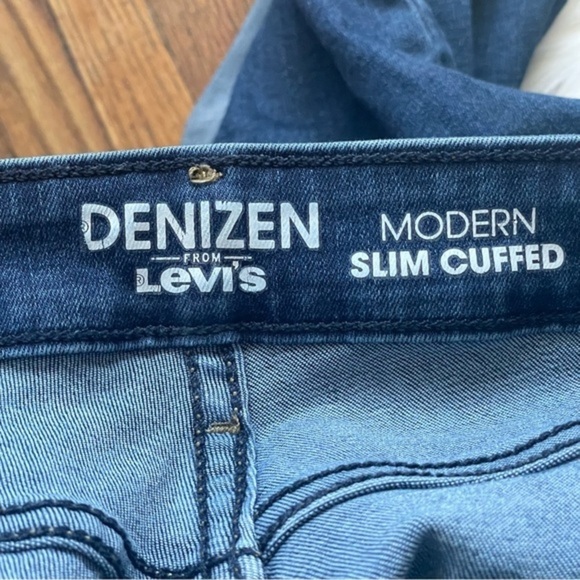 DENIZEN
FROM
Levi's
MODERN
SLIM CUFFED